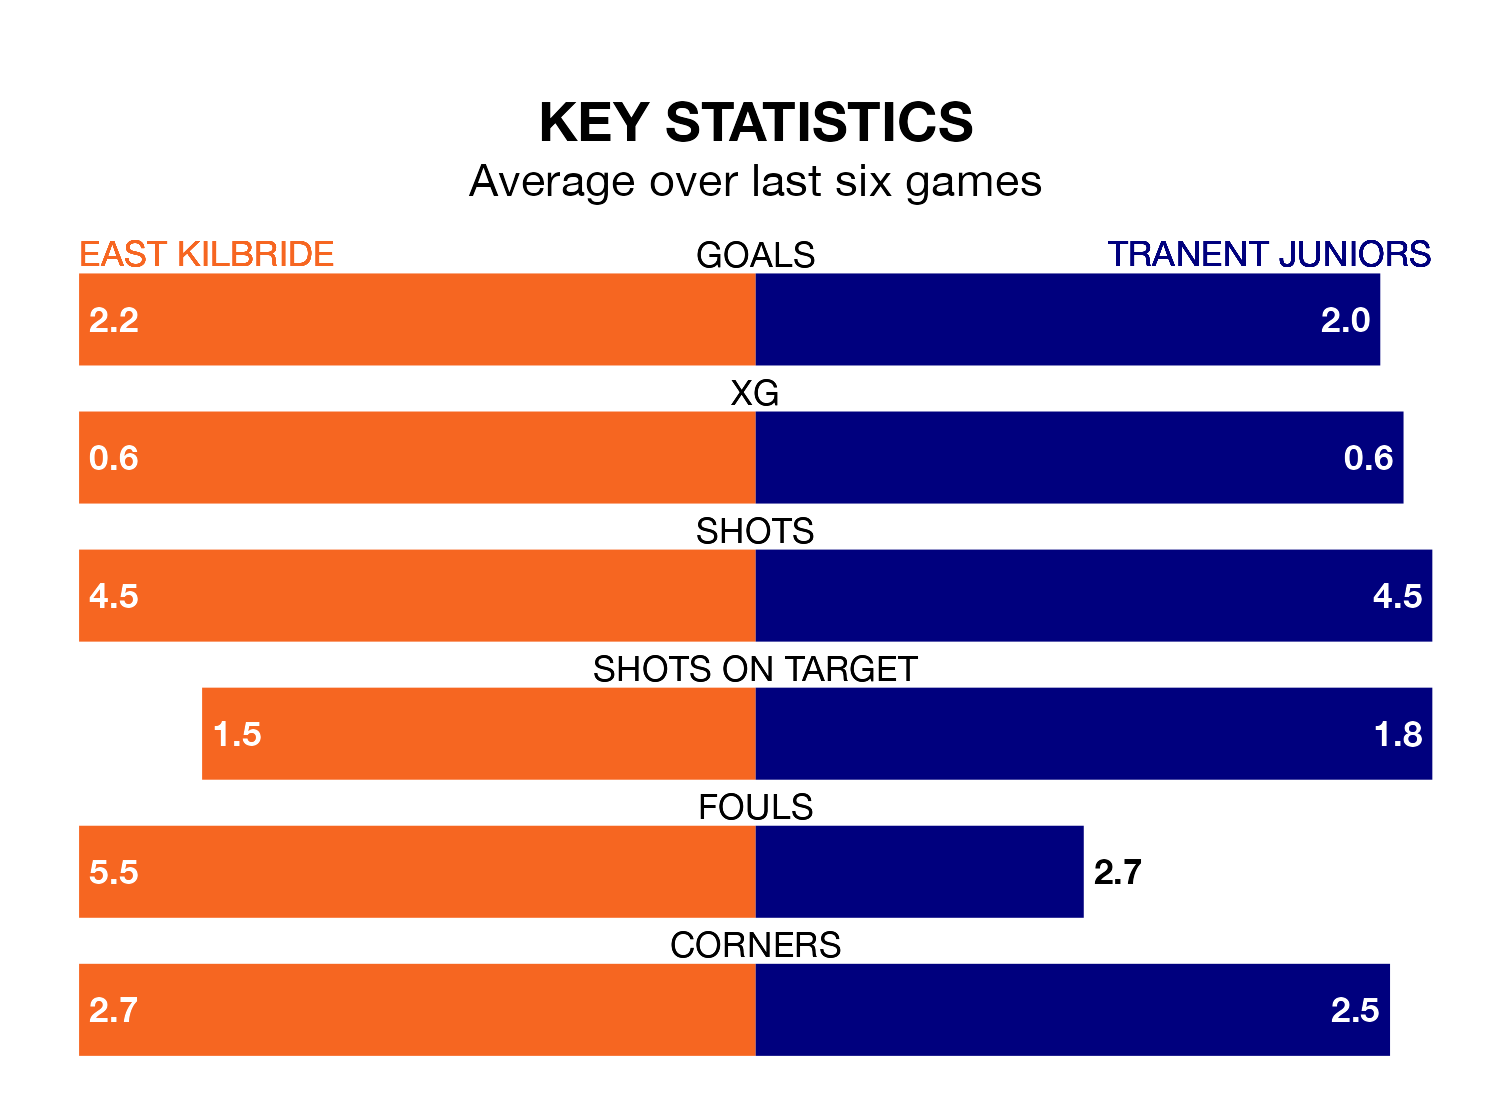 KEY STATISTICS
Average over last six games
EAST KILBRIDE GOALS TRANENT JUNIORS
2.2 2.0
XG
0.6 0.6
SHOTS
4.5 4.5
SHOTS ON TARGET
1.5 1.8
FOULS
5.5 2.7
CORNERS
2.7 2.5